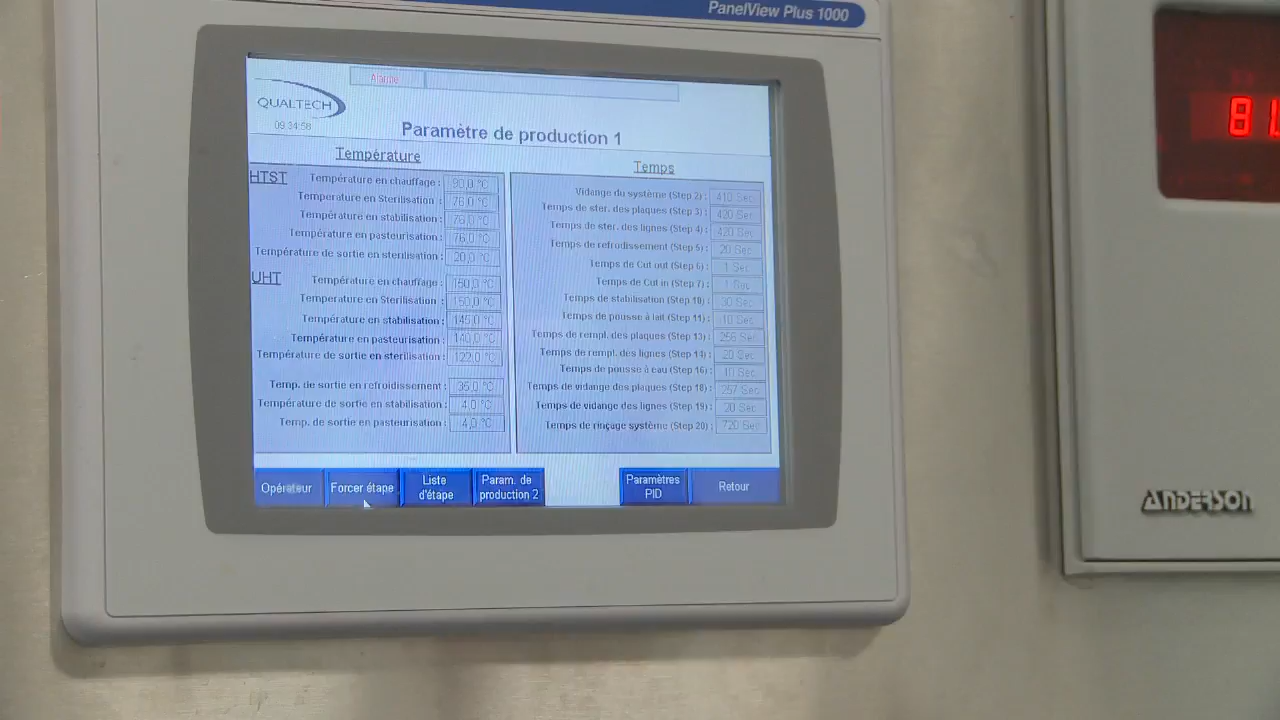 PanelView Plus 1000
Alarme
QUALTECH
09:34:58
Paramètre de production 1
Température
Temps
HTST
Température en chauffage : 90,0 °C
Temperature en Sterilisation : 76,0 °C
Température en stabilisation : 76,0 °C
Température en pasteurisation : 76,0 °C
Température de sortie en sterilisation : 20,0 °C
UHT
Température en chauffage : 150,0 °C
Temperature en Sterilisation : 150,0 °C
Température en stabilisation : 145,0 °C
Température en pasteurisation : 140,0 °C
Température de sortie en stérilisation : 122,0 °C
Temp. de sortie en refroidissement : 35,0 °C
Température de sortie en stabilisation : 4,0 °C
Temp. de sortie en pasteurisation : 4,0 °C
Vidange du système (Step 2) : 410 Sec
Temps de ster. des plaques (Step 3) : 420 Sec
Temps de ster. des lignes (Step 4) : 420 Sec
Temps de refrodissement (Step 5) : 20 Sec
Temps de Cut out (Step 6) : 1 Sec
Temps de Cut in (Step 7) : 1 Sec
Temps de stabilisation (Step 10) : 30 Sec
Temps de pousse à lait (Step 11) : 10 Sec
Temps de rempl. des plaques (Step 13) : 256 Sec
Temps de rempl. des lignes (Step 14) : 20 Sec
Temps de pousse à eau (Step 16) : 10 Sec
Temps de vidange des plaques (Step 18) : 257 Sec
Temps de vidange des lignes (Step 19) : 20 Sec
Temps de rinçage système (Step 20) : 720 Sec
Opérateur
Forcer étape
Liste
d'étape
Param. de
production 2
Paramètres
PID
Retour
ANDERSON